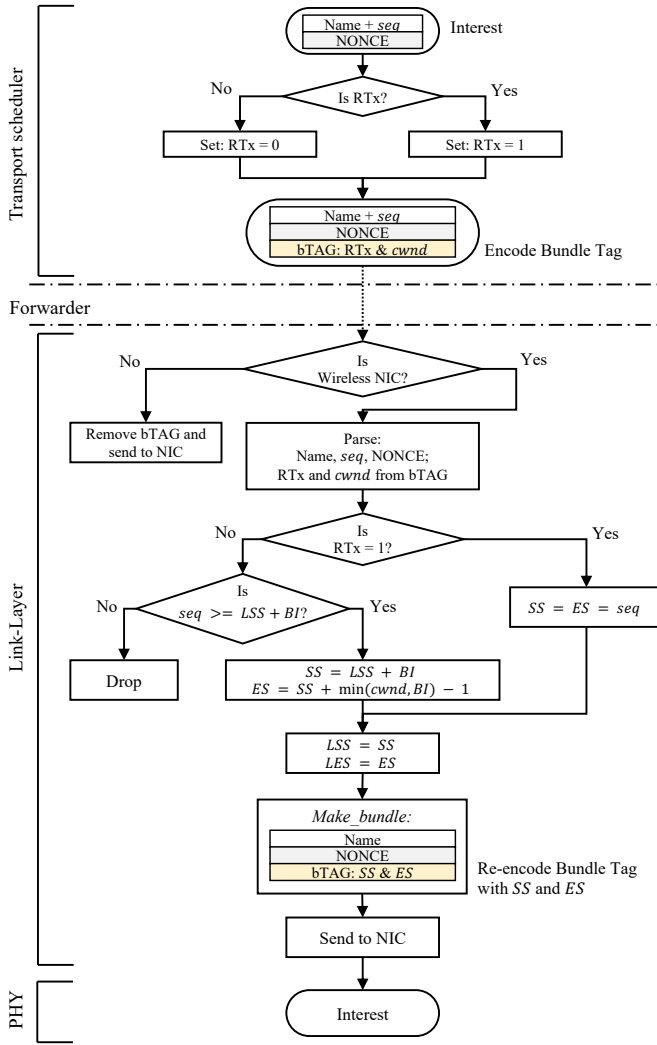 Transport scheduler
Name + seq
NONCE
Interest
Is RTx?
No
Yes
Set: RTx = 0
Set: RTx = 1
Name + seq
NONCE
bTAG: RTx & cwnd
Encode Bundle Tag
Forwarder
Link-Layer
Is
Wireless NIC?
No
Yes
Remove bTAG and
send to NIC
Parse:
Name, seq, NONCE;
RTx and cwnd from bTAG
Is
RTx = 1?
No
Yes
Is
seq >= LSS + BI?
No
Yes
SS = ES = seq
Drop
SS = LSS + BI
ES = SS + min(cwnd, BI) − 1
LSS = SS
LES = ES
Make_bundle:
Name
NONCE
bTAG: SS & ES
Re-encode Bundle Tag
with SS and ES
Send to NIC
PHY
Interest